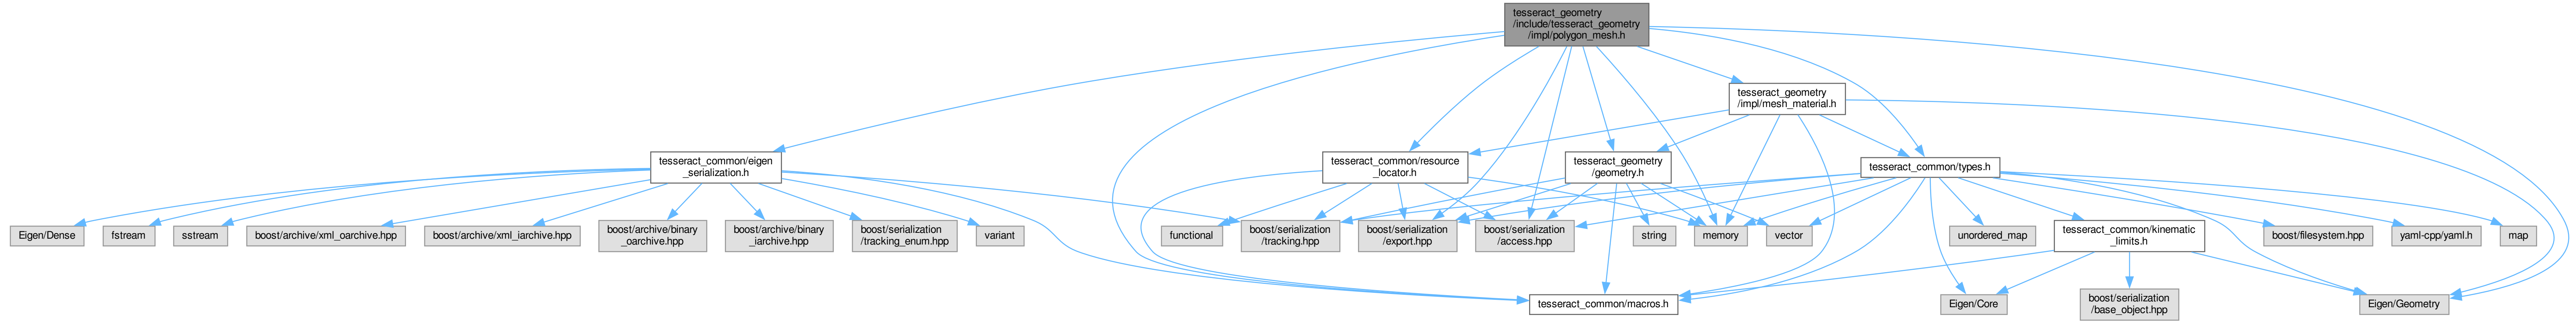 tesseract_geometry
/include/tesseract_geometry
/impl/polygon_mesh.h
tesseract_geometry
/impl/mesh_material.h
tesseract_common/eigen
_serialization.h
tesseract_common/resource
_locator.h
tesseract_geometry
/geometry.h
tesseract_common/types.h
Eigen/Dense
fstream
sstream
boost/archive/xml_oarchive.hpp
boost/archive/xml_iarchive.hpp
boost/archive/binary
_oarchive.hpp
boost/archive/binary
_iarchive.hpp
boost/serialization
/tracking_enum.hpp
variant
functional
boost/serialization
/tracking.hpp
boost/serialization
/export.hpp
boost/serialization
/access.hpp
string
memory
vector
unordered_map
tesseract_common/kinematic
_limits.h
boost/filesystem.hpp
yaml-cpp/yaml.h
map
tesseract_common/macros.h
Eigen/Core
boost/serialization
/base_object.hpp
Eigen/Geometry